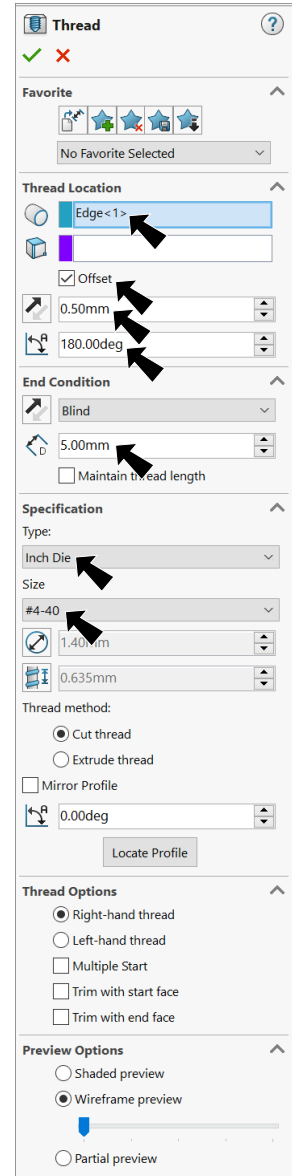 Thread
?
Favorite
No Favorite Selected
Thread Location
Edge<1>
Offset
0.50mm
A
180.00deg
End Condition
Blind
D
5.00mm
Maintain thread length
Specification
Type:
Inch Die
Size
#4-40
1.40mm
0.635mm
Thread method:
Cut thread
Extrude thread
Mirror Profile
A
0.00deg
Locate Profile
Thread Options
Right-hand thread
Left-hand thread
Multiple Start
Trim with start face
Trim with end face
Preview Options
Shaded preview
Wireframe preview
Partial preview